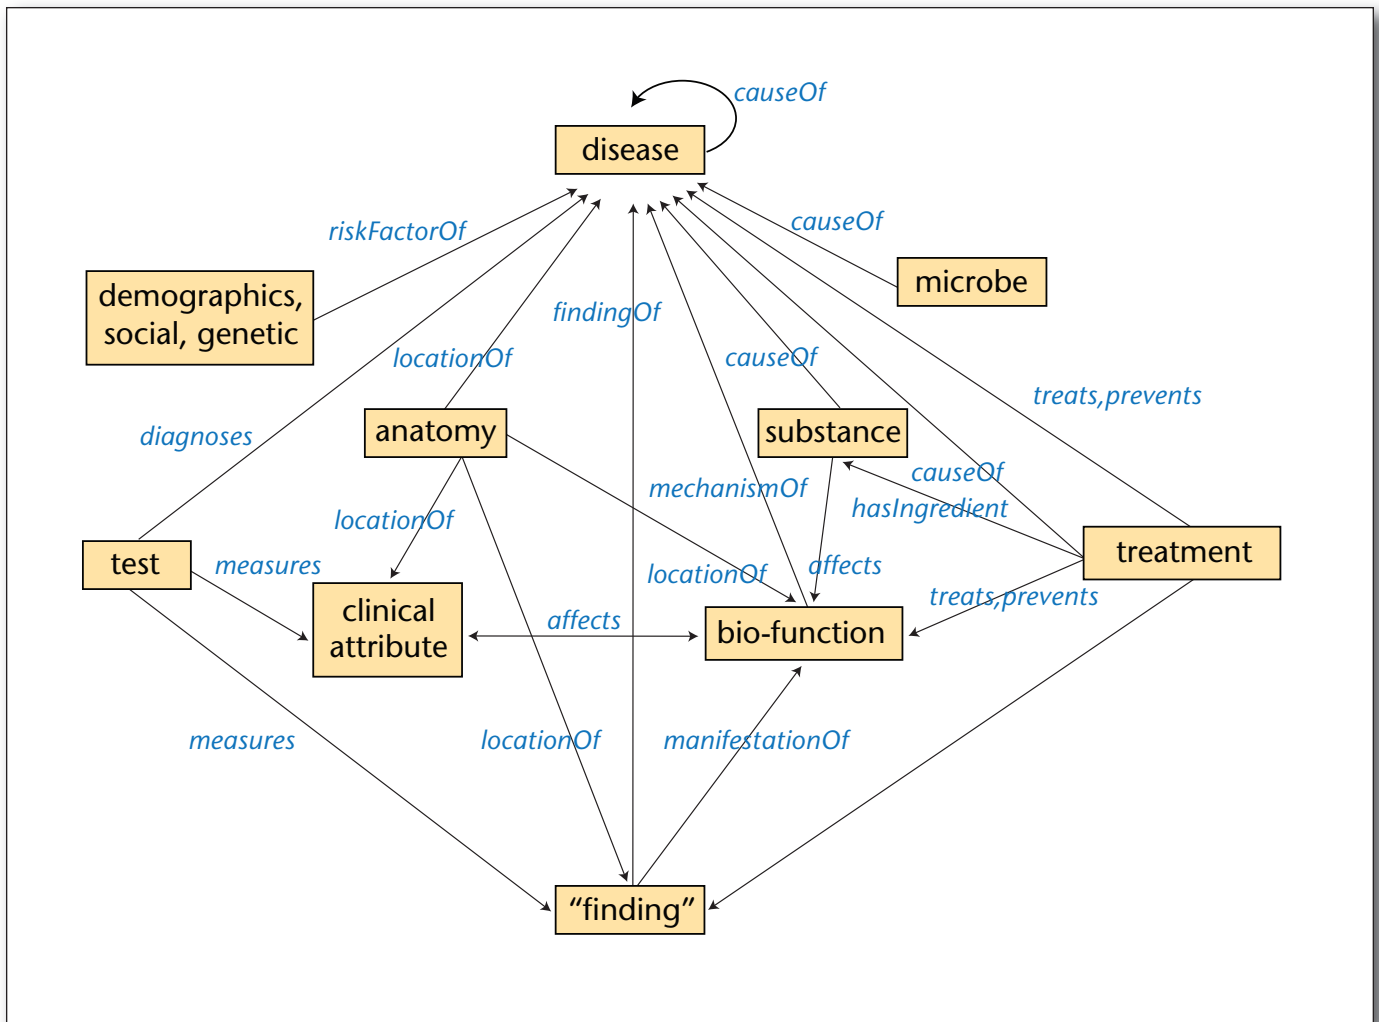 causeOf
disease
causeOf
riskFactorOf
microbe
demographics,
social, genetic
findingOf
locationOf
causeOf
treats,prevents
anatomy
substance
diagnoses
causeOf
mechanismOf
hasIngredient
locationOf
treatment
test
measures
locationOf
affects
treats,prevents
clinical
attribute
affects
bio-function
measures
locationOf
manifestationOf
“finding”